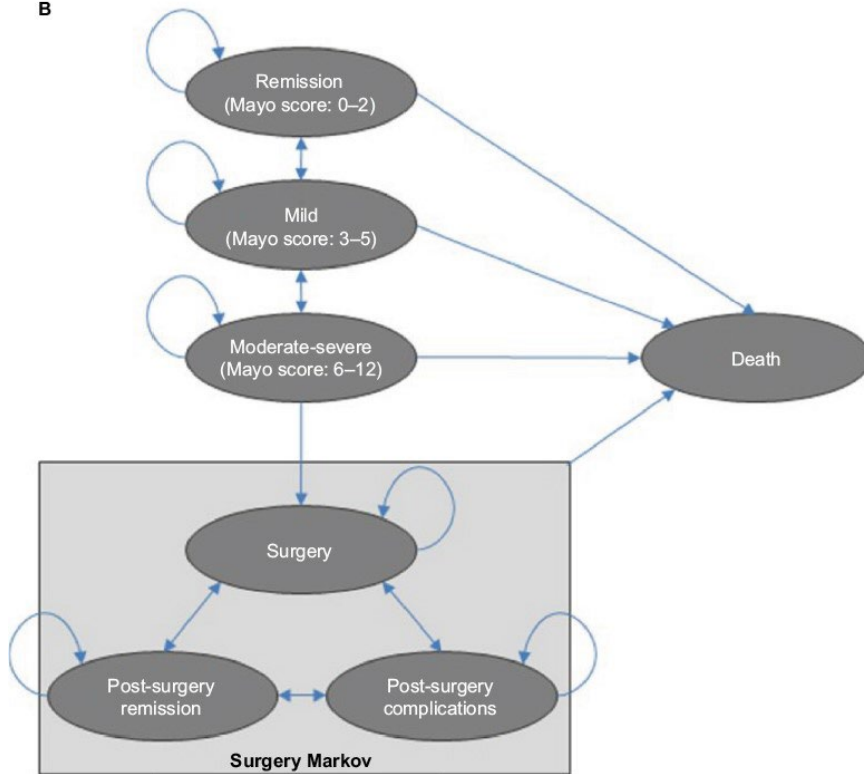 B
Remission
(Mayo score: 0–2)
Mild
(Mayo score: 3–5)
Moderate-severe
(Mayo score: 6–12)
Death
Surgery
Post-surgery
remission
Post-surgery
complications
Surgery Markov